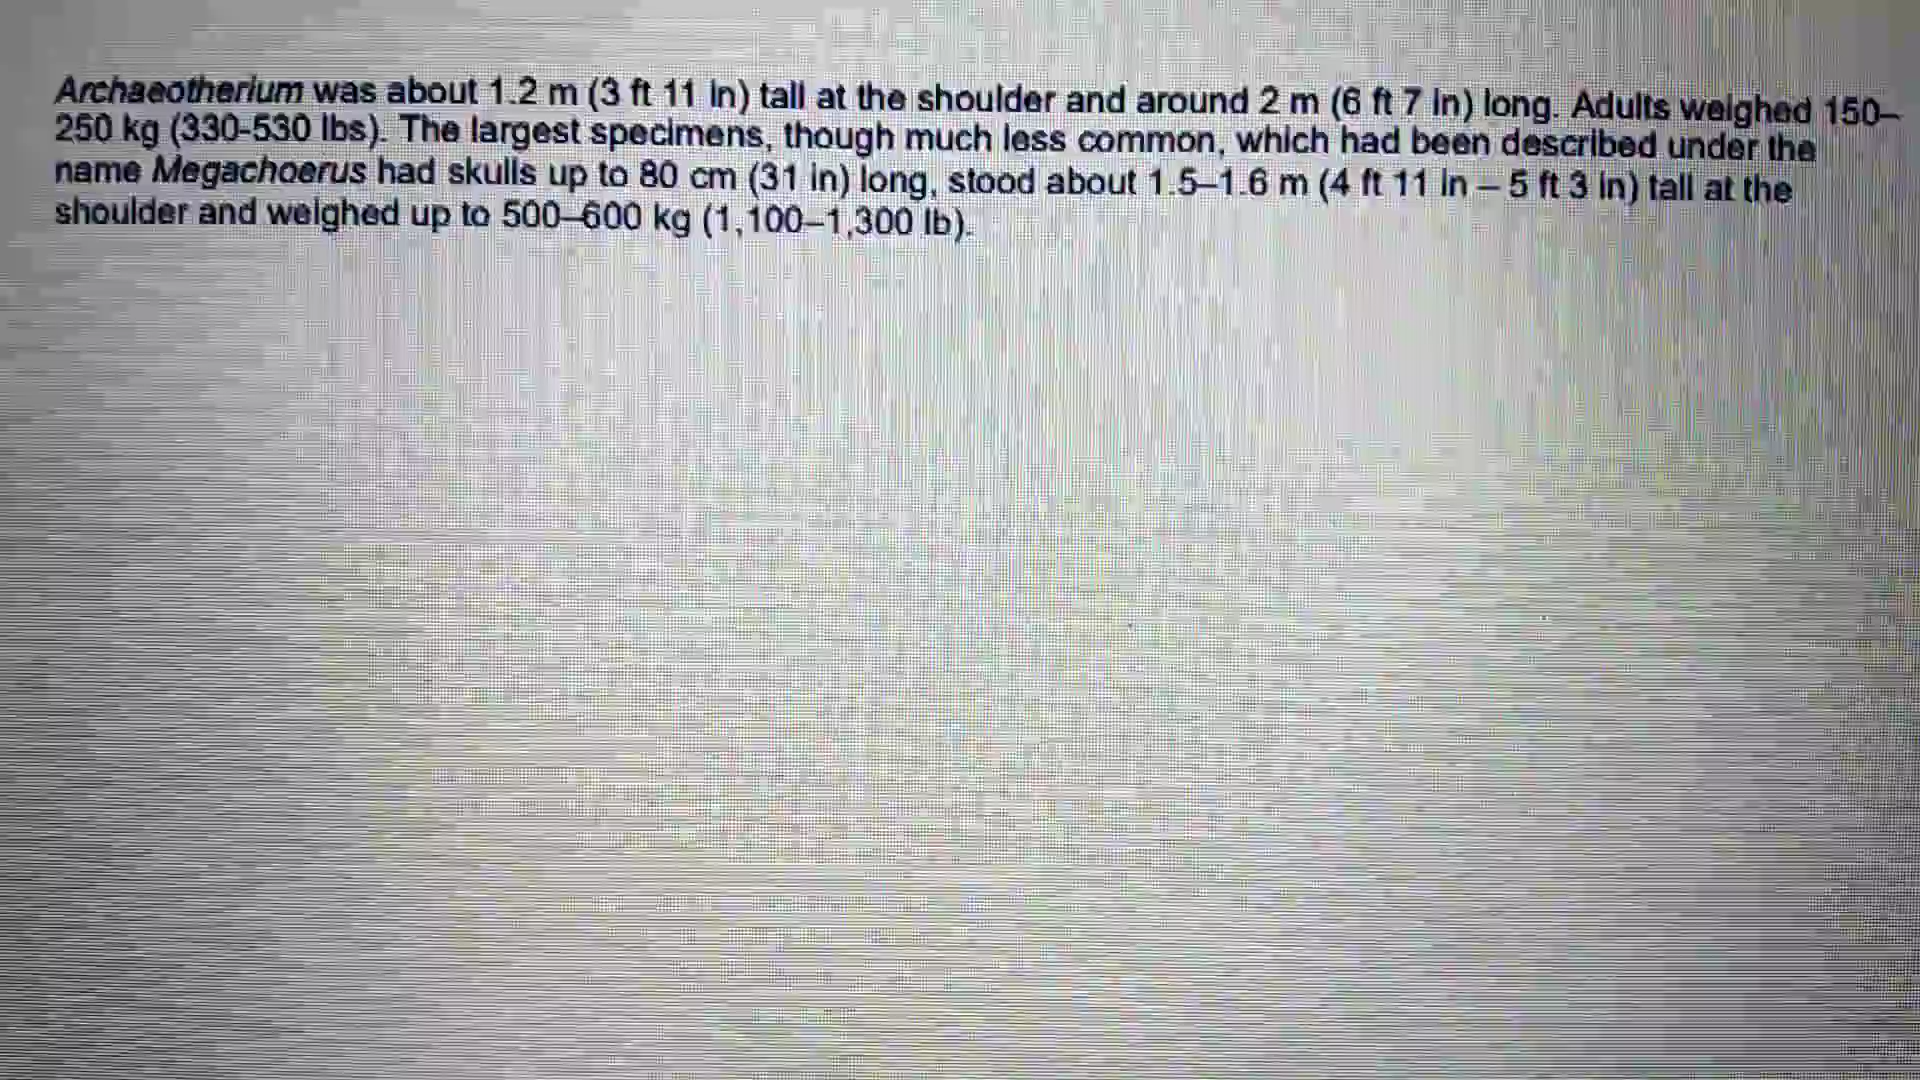 Archaeotherium was about 1.2 m (3 ft 11 in) tall at the shoulder and around 2 m (6 ft 7 in) long. Adults weighed 150–
250 kg (330-530 lbs). The largest specimens, though much less common, which had been described under the
name Megachoerus had skulls up to 80 cm (31 in) long, stood about 1.5–1.6 m (4 ft 11 in – 5 ft 3 in) tall at the
shoulder and weighed up to 500–600 kg (1,100–1,300 lb).